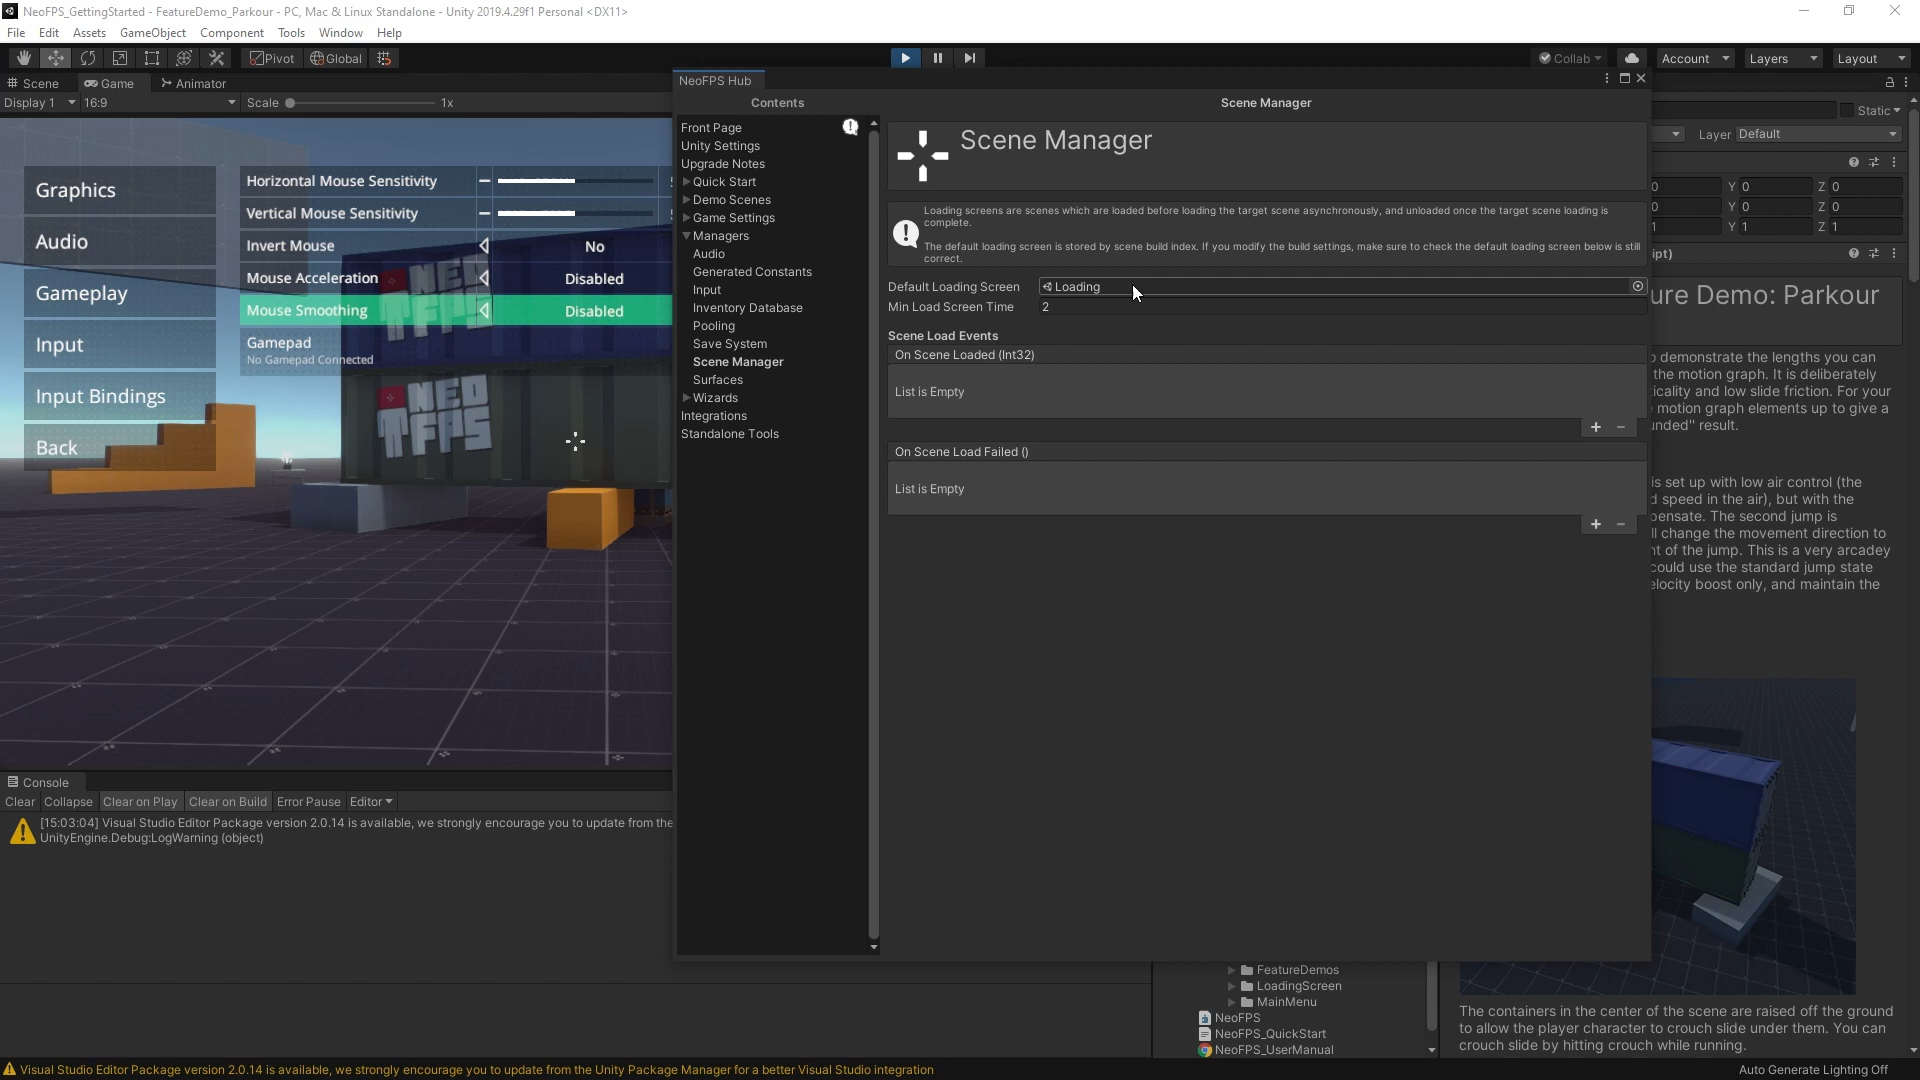 NeoFPS_GettingStarted - FeatureDemo_Parkour - PC, Mac & Linux Standalone - Unity 2019.4.29f1 Personal <DX11>
File Edit Assets GameObject Component Tools Window Help
Pivot Global Collab Account Layers Layout
Scene Game Animator
Display 1 16:9 Scale 1x
Graphics
Audio
Gameplay
Input
Input Bindings
Back
Horizontal Mouse Sensitivity
Vertical Mouse Sensitivity
Invert Mouse No
Mouse Acceleration Disabled
Mouse Smoothing Disabled
Gamepad
No Gamepad Connected
NEO
FPS
NEO
FPS
NeoFPS Hub
Contents
Front Page
Unity Settings
Upgrade Notes
Quick Start
Demo Scenes
Game Settings
Managers
Audio
Generated Constants
Input
Inventory Database
Pooling
Save System
Scene Manager
Surfaces
Wizards
Integrations
Standalone Tools
Scene Manager
Scene Manager
Loading screens are scenes which are loaded before loading the target scene asynchronously, and unloaded once the target scene loading is
complete.
The default loading screen is stored by scene build index. If you modify the build settings, make sure to check the default loading screen below is still
correct.
Default Loading Screen Loading
Min Load Screen Time 2
Scene Load Events
On Scene Loaded (Int32)
List is Empty
On Scene Load Failed ()
List is Empty
Static
Layer Default
0 Y 0 Z 0
0 Y 0 Z 0
1 Y 1 Z 1
ipt)
ure Demo: Parkour
o demonstrate the lengths you can
the motion graph. It is deliberately
icality and low slide friction. For your
motion graph elements up to give a
unded" result.
is set up with low air control (the
d speed in the air), but with the
pensate. The second jump is
ll change the movement direction to
nt of the jump. This is a very arcadey
could use the standard jump state
elocity boost only, and maintain the
The containers in the center of the scene are raised off the ground
to allow the player character to crouch slide under them. You can
crouch slide by hitting crouch while running.
Console
Clear Collapse Clear on Play Clear on Build Error Pause Editor
[15:03:04] Visual Studio Editor Package version 2.0.14 is available, we strongly encourage you to update from the
UnityEngine.Debug:LogWarning (object)
FeatureDemos
LoadingScreen
MainMenu
NeoFPS
NeoFPS_QuickStart
NeoFPS_UserManual
Visual Studio Editor Package version 2.0.14 is available, we strongly encourage you to update from the Unity Package Manager for a better Visual Studio integration
Auto Generate Lighting Off